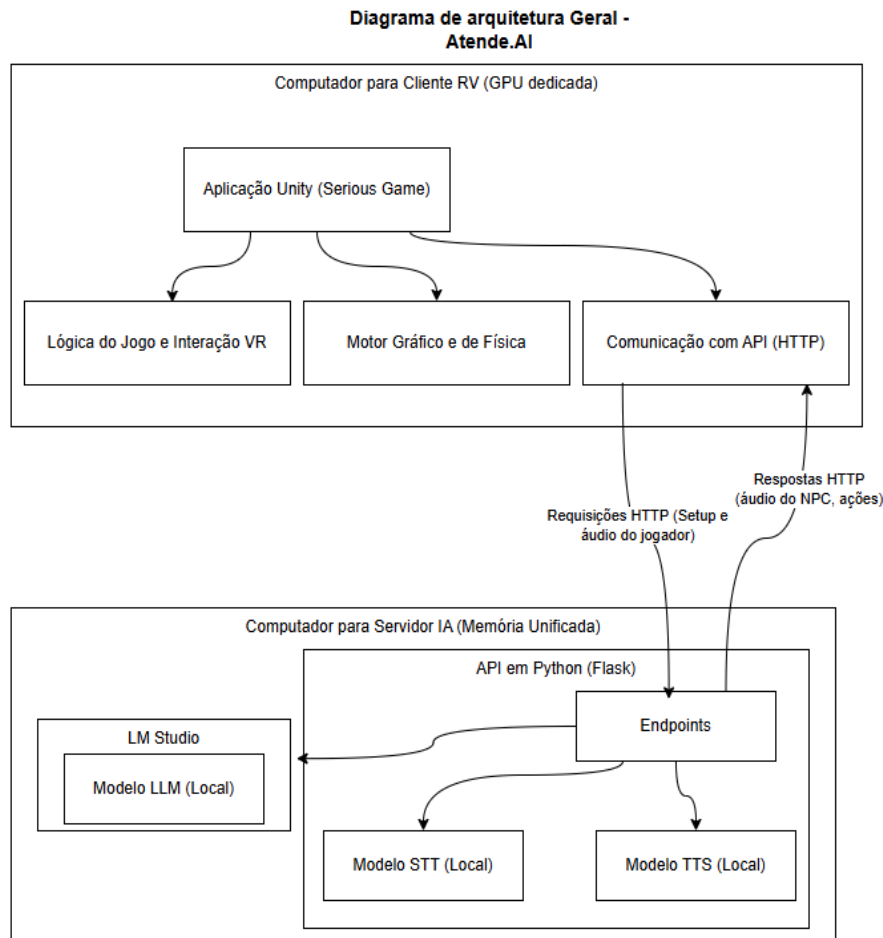 Diagrama de arquitetura Geral -
Atende.AI
Computador para Cliente RV (GPU dedicada)
Aplicação Unity (Serious Game)
Lógica do Jogo e Interação VR
Motor Gráfico e de Física
Comunicação com API (HTTP)
Respostas HTTP
(áudio do NPC, ações)
Requisições HTTP (Setup e
áudio do jogador)
Computador para Servidor IA (Memória Unificada)
API em Python (Flask)
Endpoints
LM Studio
Modelo LLM (Local)
Modelo STT (Local)
Modelo TTS (Local)